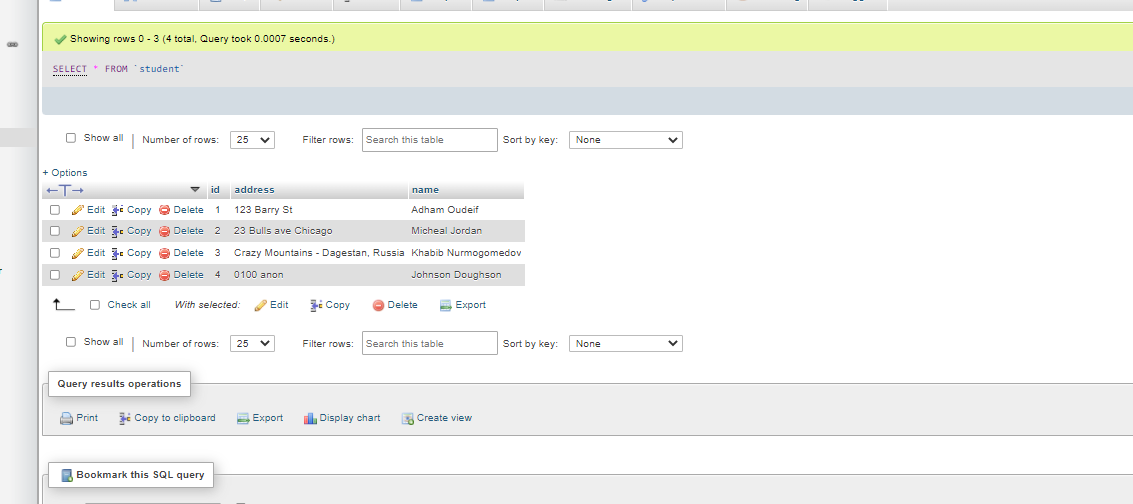 Showing rows 0 - 3 (4 total, Query took 0.0007 seconds.)
SELECT * FROM `student`
Show all Number of rows: 25 Filter rows: Search this table Sort by key: None
+ Options
←T→ id address name
Edit Copy Delete 1 123 Barry St Adham Oudeif
Edit Copy Delete 2 23 Bulls ave Chicago Micheal Jordan
Edit Copy Delete 3 Crazy Mountains - Dagestan, Russia Khabib Nurmogomedov
Edit Copy Delete 4 0100 anon Johnson Doughson
Check all With selected: Edit Copy Delete Export
Show all Number of rows: 25 Filter rows: Search this table Sort by key: None
Query results operations
Print Copy to clipboard Export Display chart Create view
Bookmark this SQL query